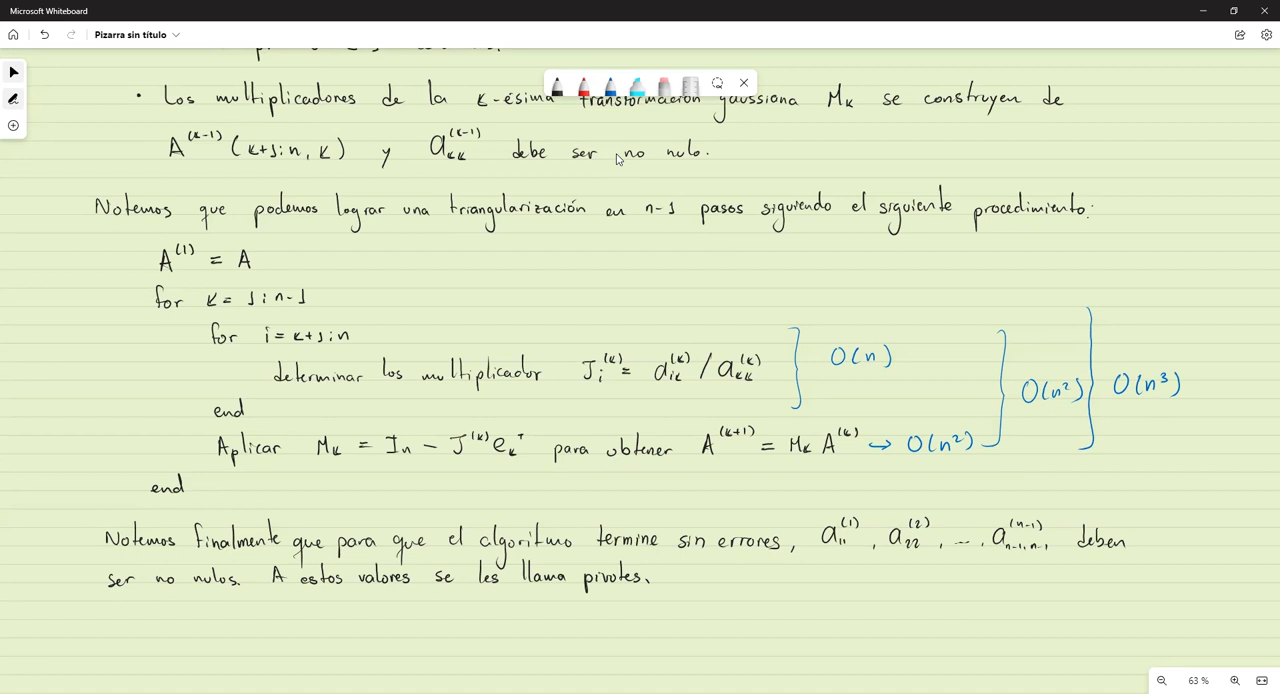 Microsoft Whiteboard
Pizarra sin título
• Los multiplicadores de la k-ésima transformación gaussiana M_k se construyen de
A^(k-1)(k+1:n, k) y a_kk^(k-1) debe ser no nulo.
Notemos que podemos lograr una triangularización en n-1 pasos siguiendo el siguiente procedimiento:
A^(1) = A
for k = 1:n-1
for i = k+1:n
determinar los multiplicador J_i^(k) = a_ik^(k) / a_kk^(k) } O(n)
end
Aplicar M_k = I_n - J^(k) e_k^T para obtener A^(k+1) = M_k A^(k) → O(n²) } O(n²) } O(n³)
end
Notemos finalmente que para que el algoritmo termine sin errores, a_11^(1), a_22^(2), ..., a_n-1,n-1^(n-1) deben
ser no nulos. A estos valores se les llama pivotes.
63 %